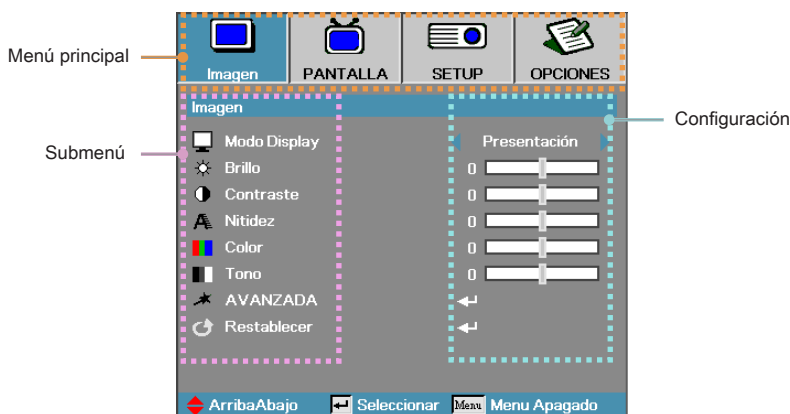 Menú principal
Imagen PANTALLA SETUP OPCIONES
Imagen
Configuración
Modo Display Presentación
Submenú
Brillo 0
Contraste 0
Nitidez 0
Color 0
Tono 0
AVANZADA
Restablecer
ArribaAbajo Seleccionar Menu Menu Apagado